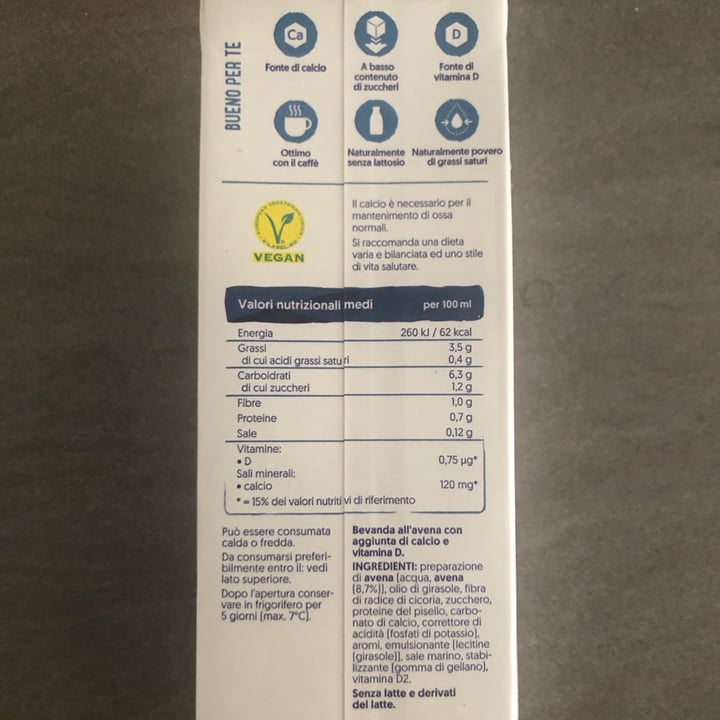 BUENO PER TE
Ca
Fonte di calcio
A basso
contenuto
di zuccheri
D
Fonte di
vitamina D
Ottimo
con il caffè
Naturalmente
senza lattosio
Naturalmente povero
di grassi saturi
EUROPEAN VEGETARIAN UNION
V-LABEL.EU
VEGAN
Il calcio è necessario per il
mantenimento di ossa
normali.
Si raccomanda una dieta
varia e bilanciata ed uno stile
di vita salutare.
Valori nutrizionali medi per 100 ml
Energia 260 kJ / 62 kcal
Grassi 3,5 g
di cui acidi grassi saturi 0,4 g
Carboidrati 6,3 g
di cui zuccheri 1,2 g
Fibre 1,0 g
Proteine 0,7 g
Sale 0,12 g
Vitamine:
• D 0,75 µg*
Sali minerali:
• calcio 120 mg*
* = 15% dei valori nutritivi di riferimento
Può essere consumata
calda o fredda.
Da consumarsi preferi-
bilmente entro il: vedi
lato superiore.
Dopo l'apertura conser-
vare in frigorifero per
5 giorni (max. 7°C).
Bevanda all'avena con
aggiunta di calcio e
vitamina D.
INGREDIENTI: preparazione
di avena [acqua, avena
(8,7%)], olio di girasole, fibra
di radice di cicoria, zucchero,
proteine del pisello, carbo-
nato di calcio, correttore di
acidità (fosfati di potassio),
aromi, emulsionante [lecitine
(girasole)], sale marino, stabi-
lizzante (gomma di gellano),
vitamina D2.
Senza latte e derivati
del latte.